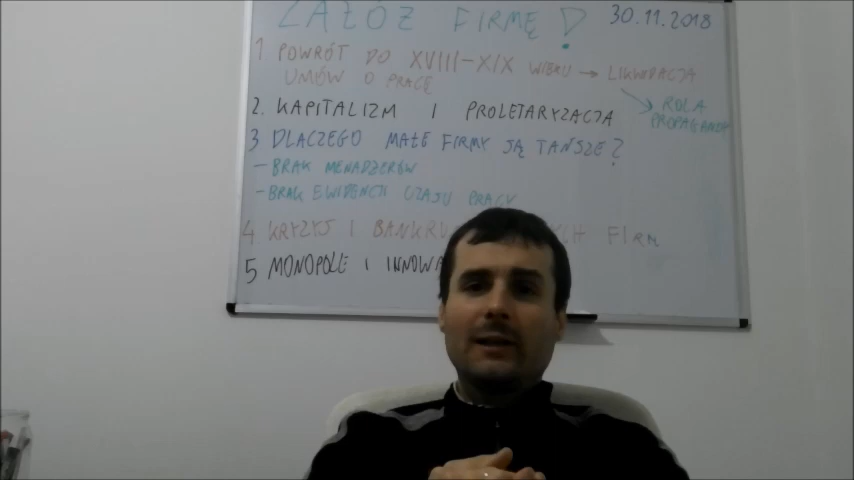 ZAŁÓŻ FIRMĘ! 30.11.2018
1 POWRÓT DO XVIII-XIX WIEKU → LIKWIDACJA
UMÓW O PRACĘ
ROLA
PROPAGANDY
2. KAPITALIZM I PROLETARYZACJA
3 DLACZEGO MAŁE FIRMY SĄ TAŃSZE?
- BRAK MENADŻERÓW
- BRAK EWIDENCJI CZASU PRACY
4 KRYZYS I FIRM
5 MONOPOLE I